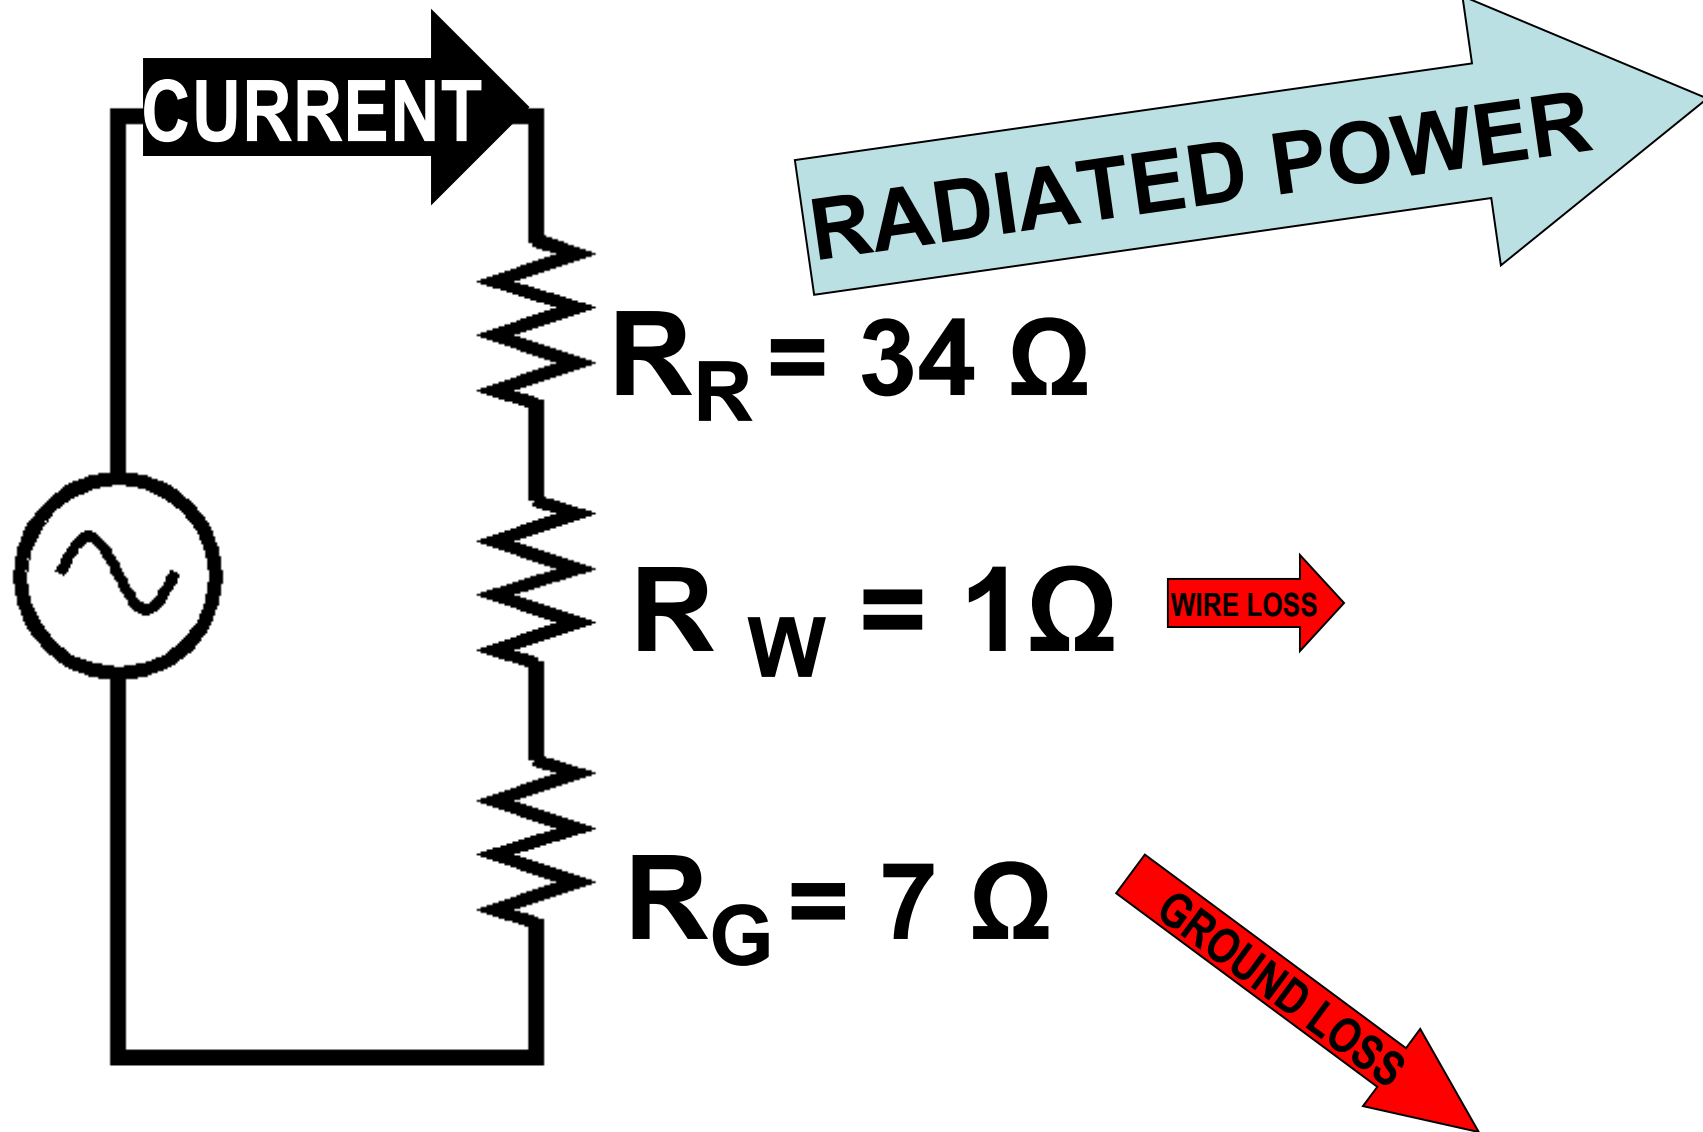 CURRENT
RADIATED POWER
RR = 34 Ω
R W = 1Ω
WIRE LOSS
RG = 7 Ω
GROUND LOSS